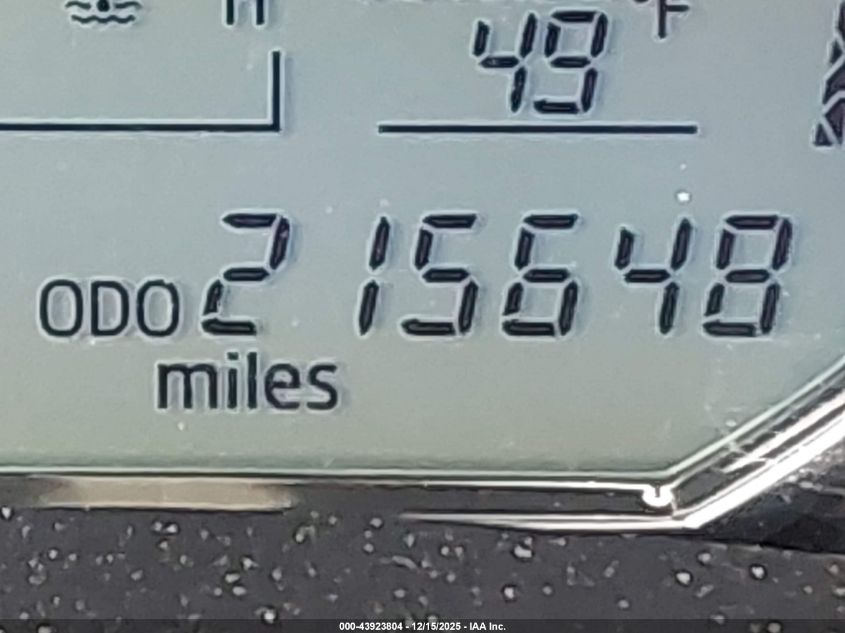 H
°F
49
ODO 215648
miles
000-43923804 - 12/15/2025 - IAA Inc.